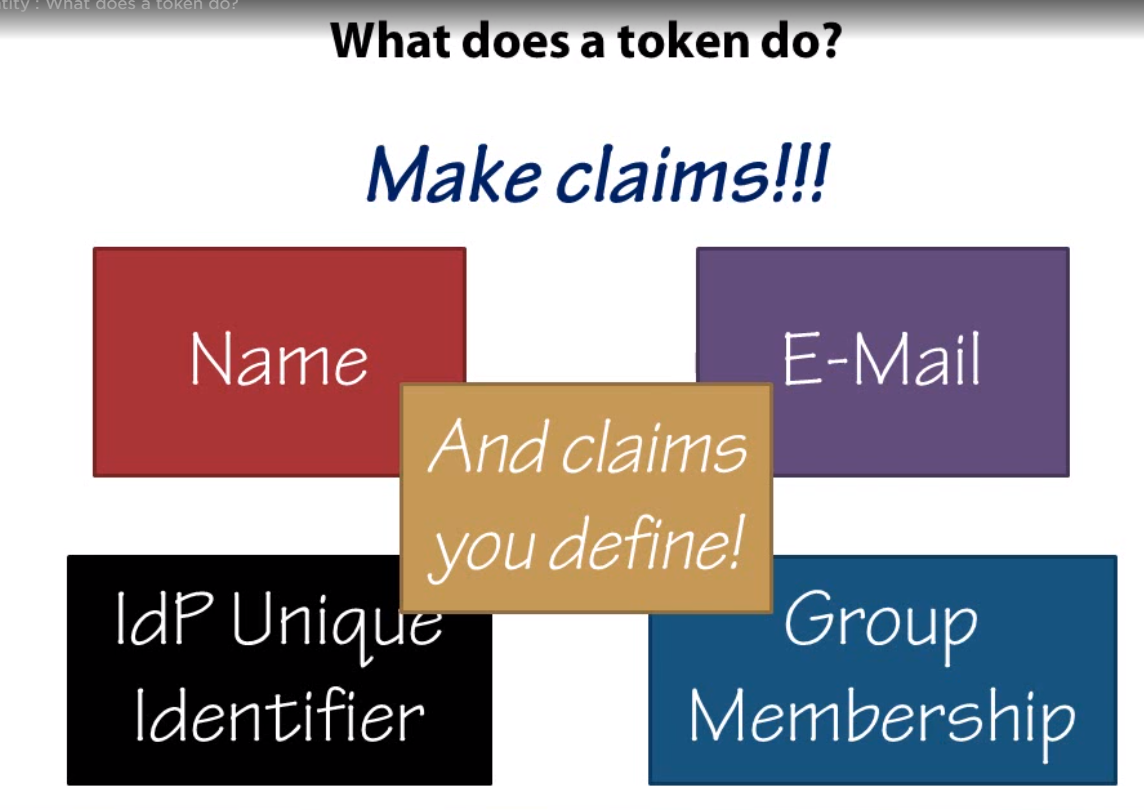 tity : What does a token do?
What does a token do?
Make claims!!!
Name
E-Mail
And claims
you define!
IdP Unique
Identifier
Group
Membership